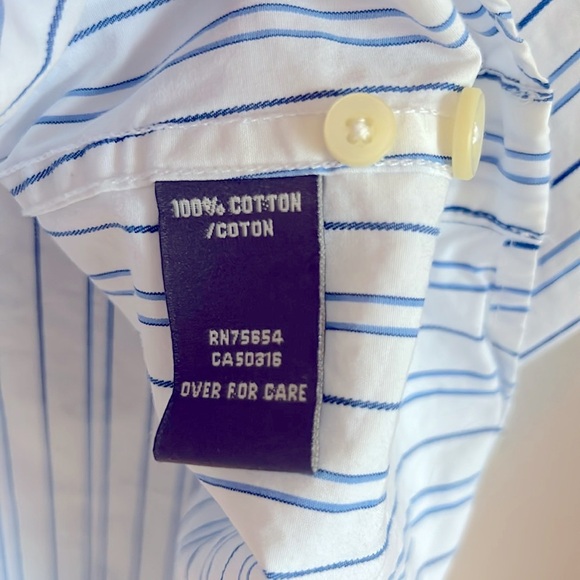 100% COTTON
/COTON
RN75654
CA50316
OVER FOR CARE